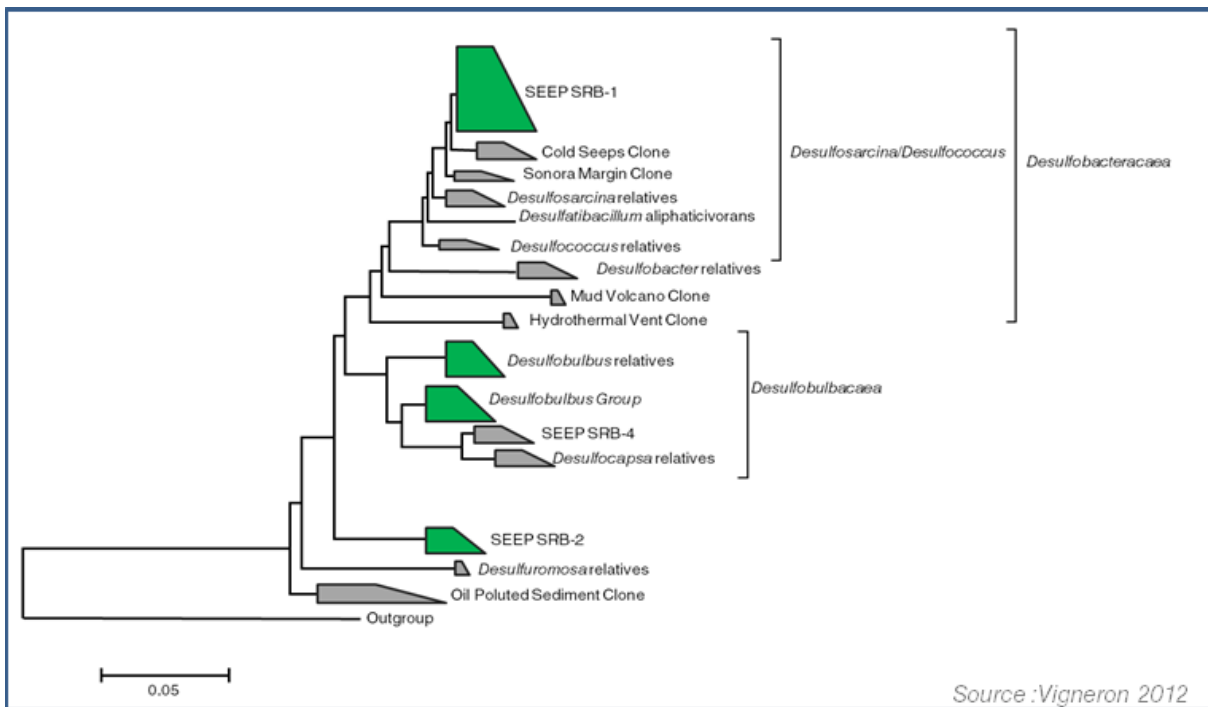 SEEP SRB-1
Cold Seeps Clone
Sonora Margin Clone
Desulfosarcina relatives
Desulfatibacillum aliphaticivorans
Desulfococcus relatives
Desulfobacter relatives
Mud Volcano Clone
Hydrothermal Vent Clone
Desulfosarcina/Desulfococcus
Desulfobacteracaea
Desulfobulbus relatives
Desulfobulbus Group
SEEP SRB-4
Desulfocapsa relatives
Desulfobulbacaea
SEEP SRB-2
Desulfuromosa relatives
Oil Poluted Sediment Clone
Outgroup
0.05
Source :Vigneron 2012